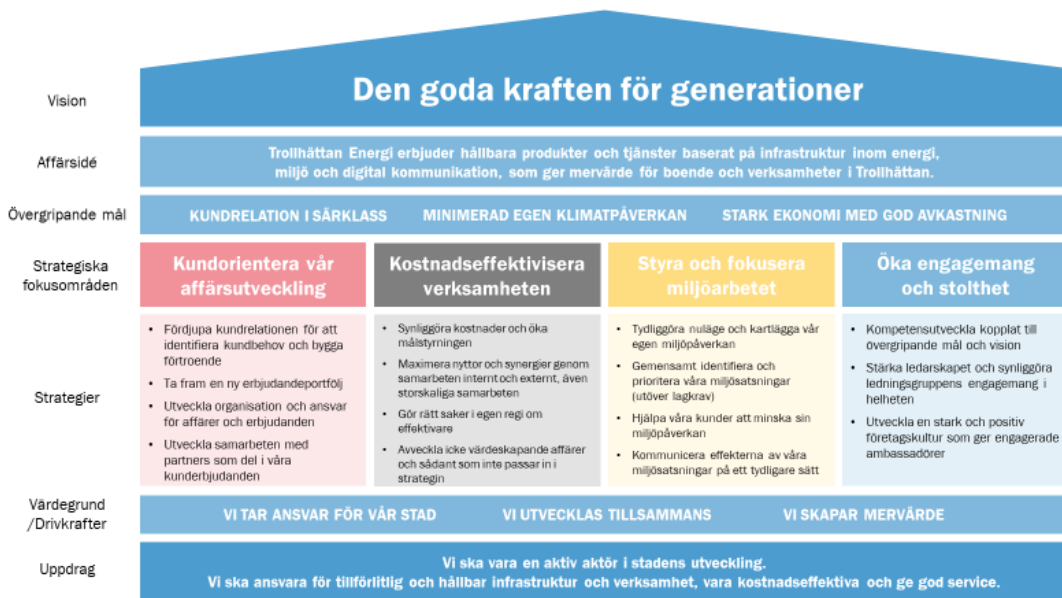 Vision
Den goda kraften för generationer
Affärsidé
Trollhättan Energi erbjuder hållbara produkter och tjänster baserat på infrastruktur inom energi,
miljö och digital kommunikation, som ger mervärde för boende och verksamheter i Trollhättan.
Övergripande mål
KUNDRELATION I SÄRKLASS MINIMERAD EGEN KLIMATPÅVERKAN STARK EKONOMI MED GOD AVKASTNING
Strategiska
fokusområden
Kundorientera vår
affärsutveckling
Kostnadseffektivisera
verksamheten
Styra och fokusera
miljöarbetet
Öka engagemang
och stolthet
Strategier
• Fördjupa kundrelationen för att
identifiera kundbehov och bygga
förtroende
• Ta fram en ny erbjudandeportfölj
• Utveckla organisation och ansvar
för affärer och erbjudanden
• Utveckla samarbeten med
partners som del i våra
kunderbjudanden
• Synliggöra kostnader och öka
målstyrningen
• Maximera nyttor och synergier genom
samarbeten internt och externt, även
storskaliga samarbeten
• Gör rätt saker i egen regi om
effektivare
• Avveckla icke värdeskapande affärer
och sådant som inte passar in i
strategin
• Tydliggöra nuläge och kartlägga vår
egen miljöpåverkan
• Gemensamt identifiera och
prioritera våra miljösatsningar
(utöver lagkrav)
• Hjälpa våra kunder att minska sin
miljöpåverkan
• Kommunicera effekterna av våra
miljösatsningar på ett tydligare sätt
• Kompetensutveckla kopplat till
övergripande mål och vision
• Stärka ledarskapet och synliggöra
ledningsgruppens engagemang i
helheten
• Utveckla en stark och positiv
företagskultur som ger engagerade
ambassadörer
Värdegrund
/Drivkrafter
VI TAR ANSVAR FÖR VÅR STAD VI UTVECKLAS TILLSAMMANS VI SKAPAR MERVÄRDE
Uppdrag
Vi ska vara en aktiv aktör i stadens utveckling.
Vi ska ansvara för tillförlitlig och hållbar infrastruktur och verksamhet, vara kostnadseffektiva och ge god service.